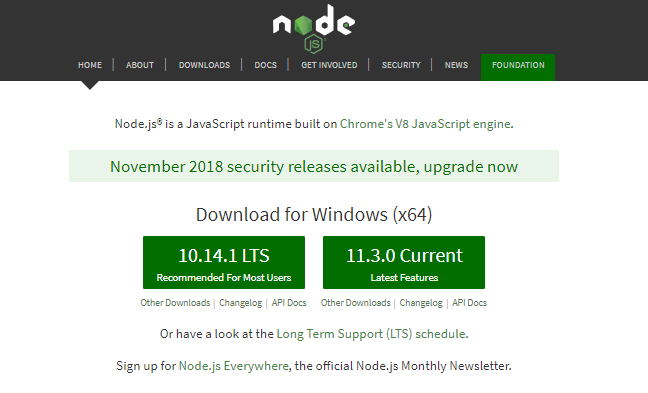 node
JS
HOME | ABOUT | DOWNLOADS | DOCS | GET INVOLVED | SECURITY | NEWS FOUNDATION
Node.js® is a JavaScript runtime built on Chrome's V8 JavaScript engine.
November 2018 security releases available, upgrade now
Download for Windows (x64)
10.14.1 LTS
Recommended For Most Users
11.3.0 Current
Latest Features
Other Downloads | Changelog | API Docs
Other Downloads | Changelog | API Docs
Or have a look at the Long Term Support (LTS) schedule.
Sign up for Node.js Everywhere, the official Node.js Monthly Newsletter.